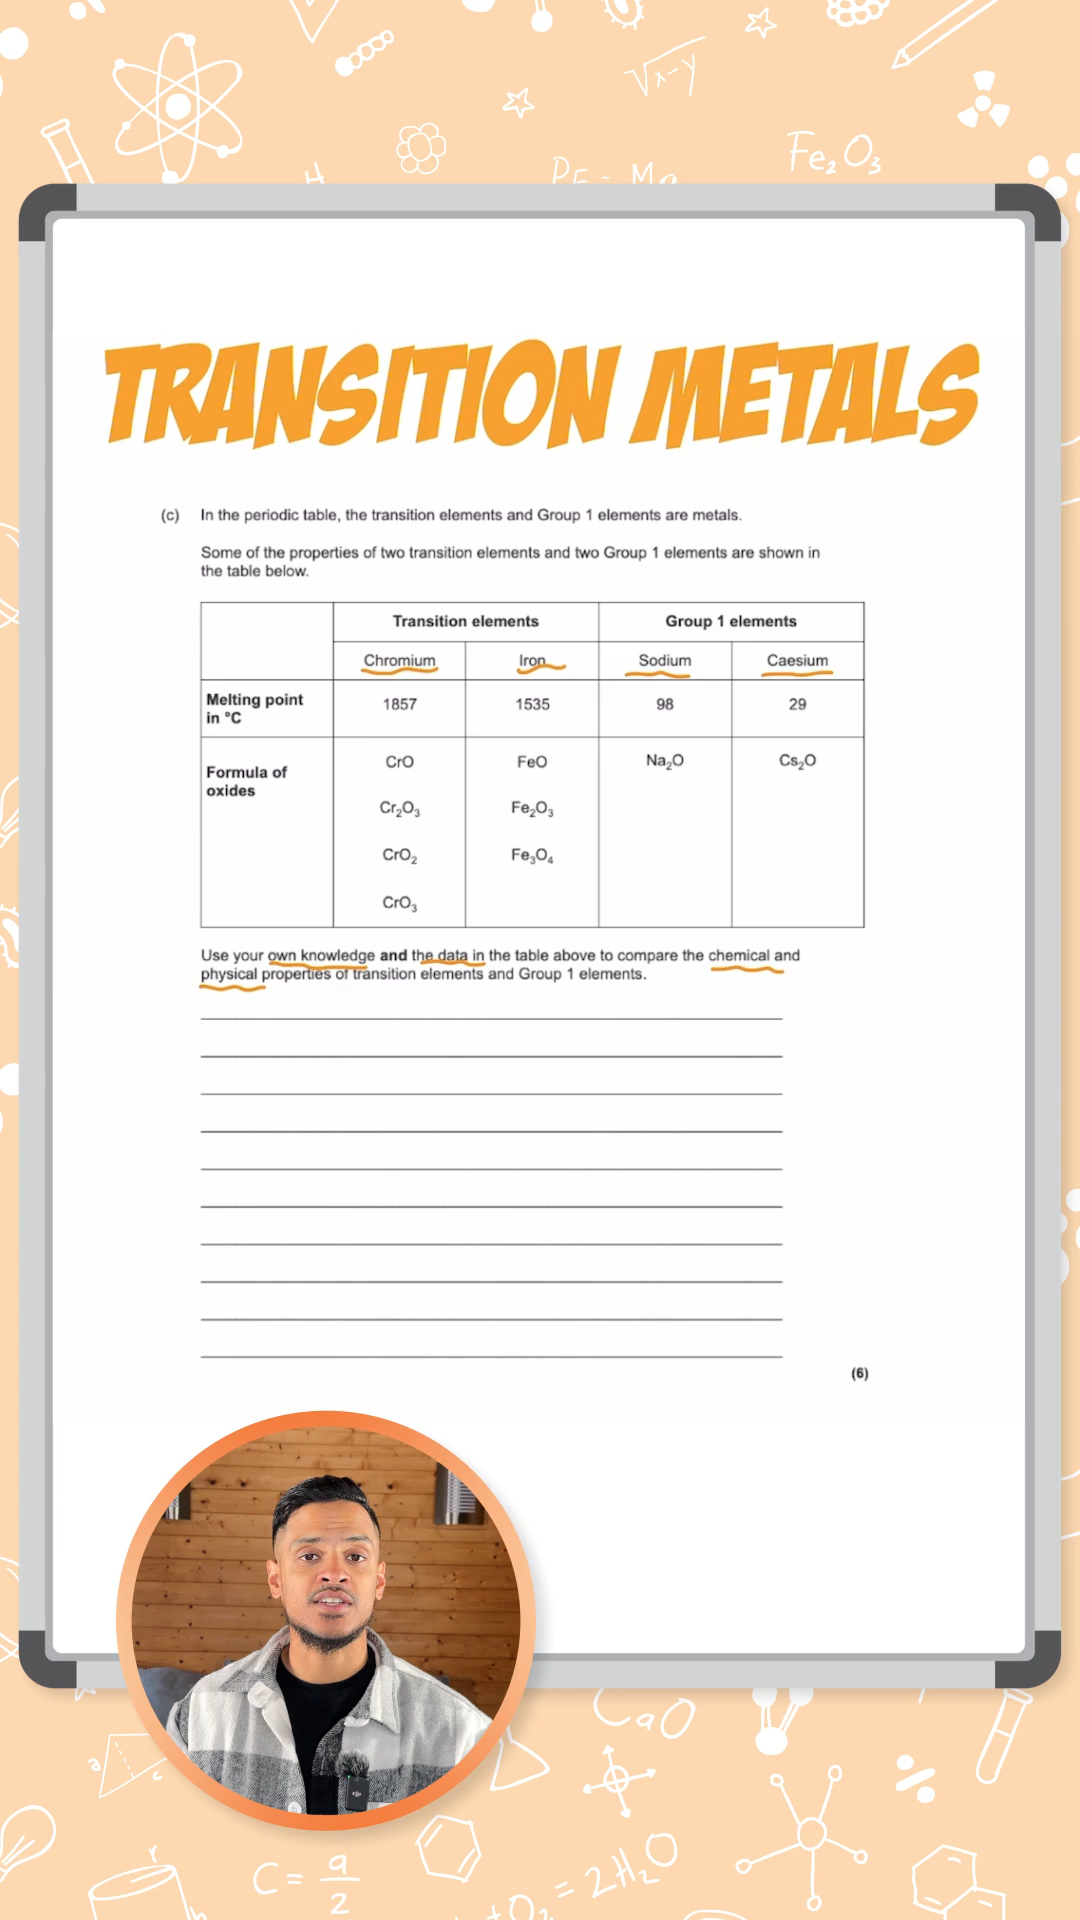 √x-y
Fe₂O₃
H
TRANSITION METALS
(c) In the periodic table, the transition elements and Group 1 elements are metals.
Some of the properties of two transition elements and two Group 1 elements are shown in
the table below.
Transition elements Group 1 elements
Chromium Iron Sodium Caesium
Melting point
in °C
1857 1535 98 29
Formula of
oxides
CrO FeO Na₂O Cs₂O
Cr₂O₃ Fe₂O₃
CrO₂ Fe₃O₄
CrO₃
Use your own knowledge and the data in the table above to compare the chemical and
physical properties of transition elements and Group 1 elements.
(6)
CaO
a
c
r
C = a/2
+O₂ = 2H₂O